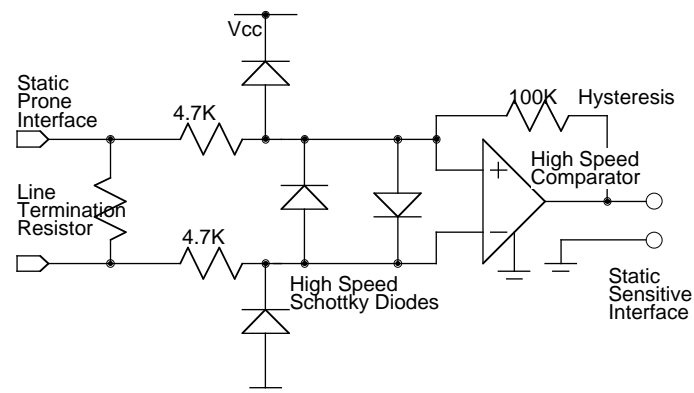 Vcc
Static
Prone
Interface
4.7K
100K
Hysteresis
High Speed
Comparator
+
−
Line
Termination
Resistor
4.7K
High Speed
Schottky Diodes
Static
Sensitive
Interface